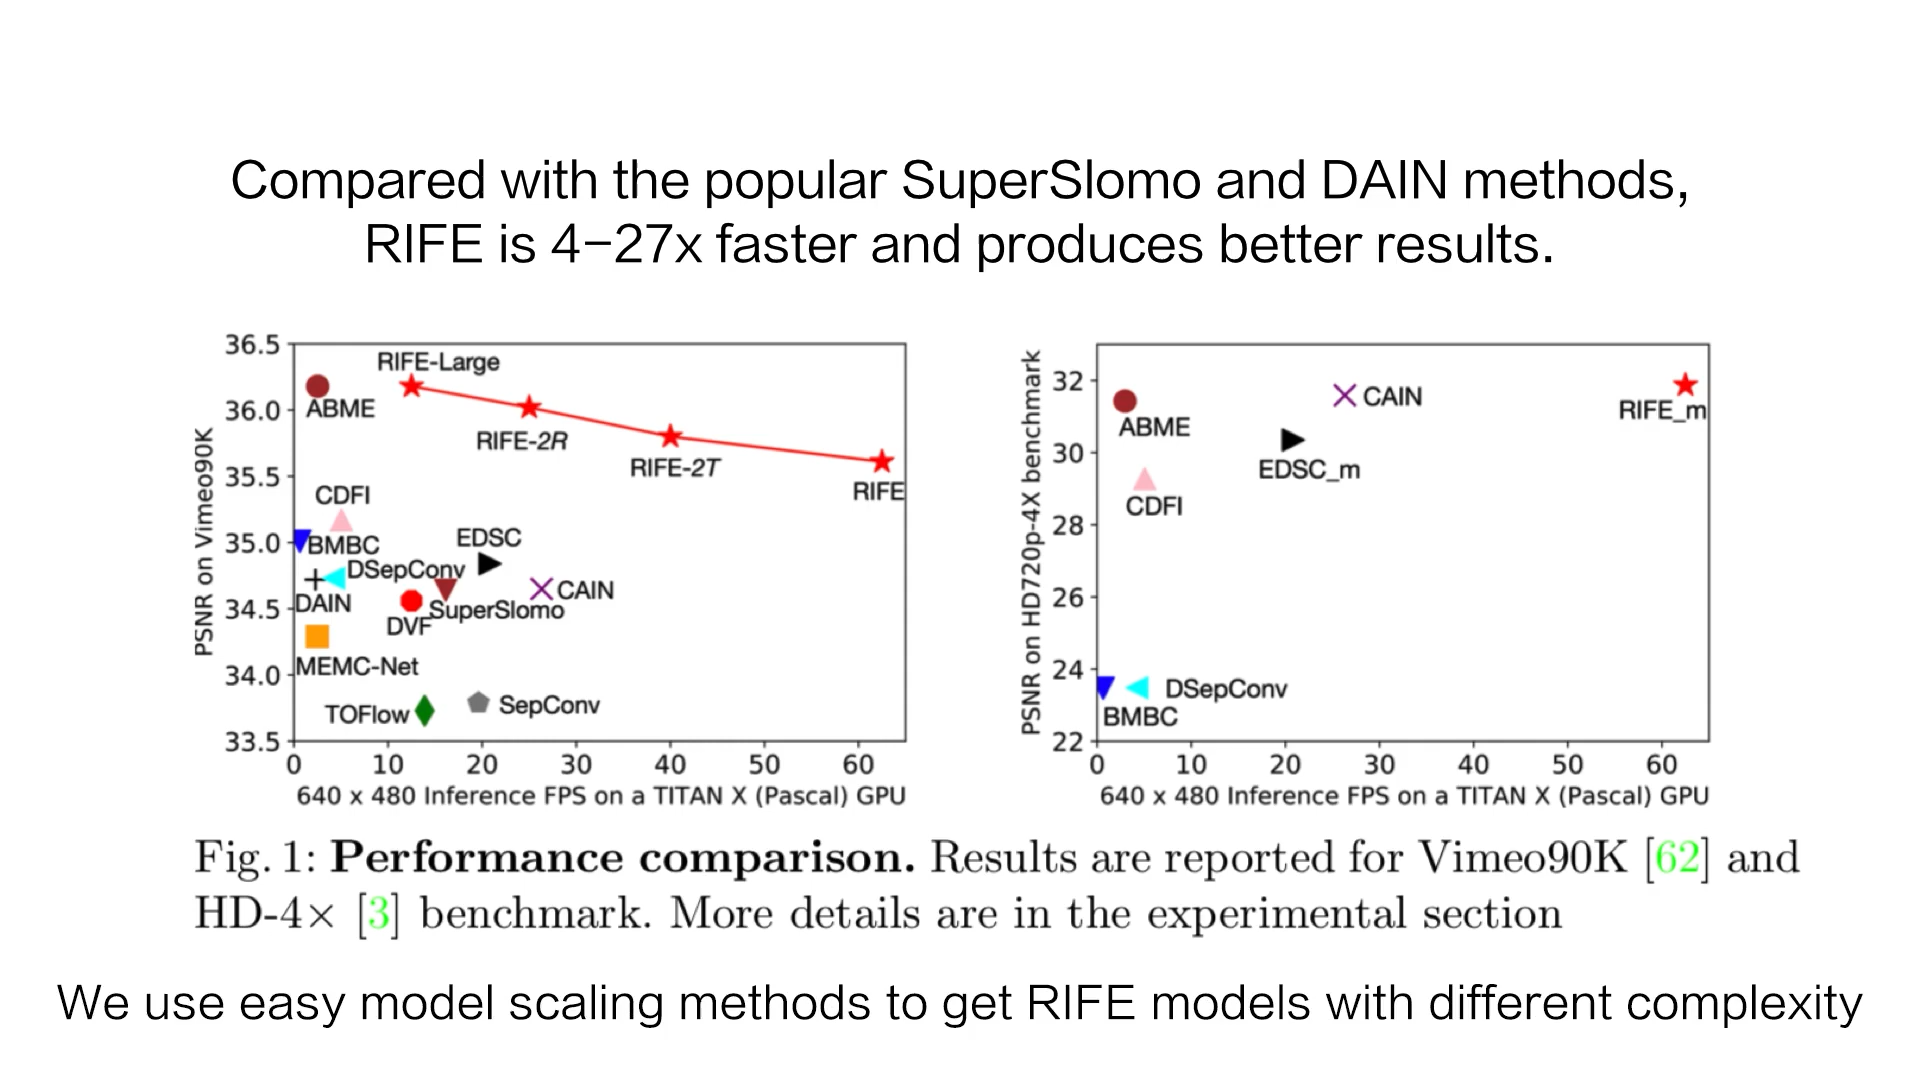 Compared with the popular SuperSlomo and DAIN methods,
RIFE is 4-27x faster and produces better results.
PSNR on Vimeo90K
36.5
36.0
35.5
35.0
34.5
34.0
33.5
RIFE-Large
ABME
RIFE-2R
RIFE-2T
RIFE
CDFI
BMBC
EDSC
DSepConv
DAIN
CAIN
SuperSlomo
DVF
MEMC-Net
TOFlow
SepConv
0 10 20 30 40 50 60
640 x 480 Inference FPS on a TITAN X (Pascal) GPU
PSNR on HD720p-4X benchmark
32
30
28
26
24
22
CAIN
RIFE_m
ABME
EDSC_m
CDFI
DSepConv
BMBC
0 10 20 30 40 50 60
640 x 480 Inference FPS on a TITAN X (Pascal) GPU
Fig. 1: Performance comparison. Results are reported for Vimeo90K [62] and
HD-4× [3] benchmark. More details are in the experimental section
We use easy model scaling methods to get RIFE models with different complexity